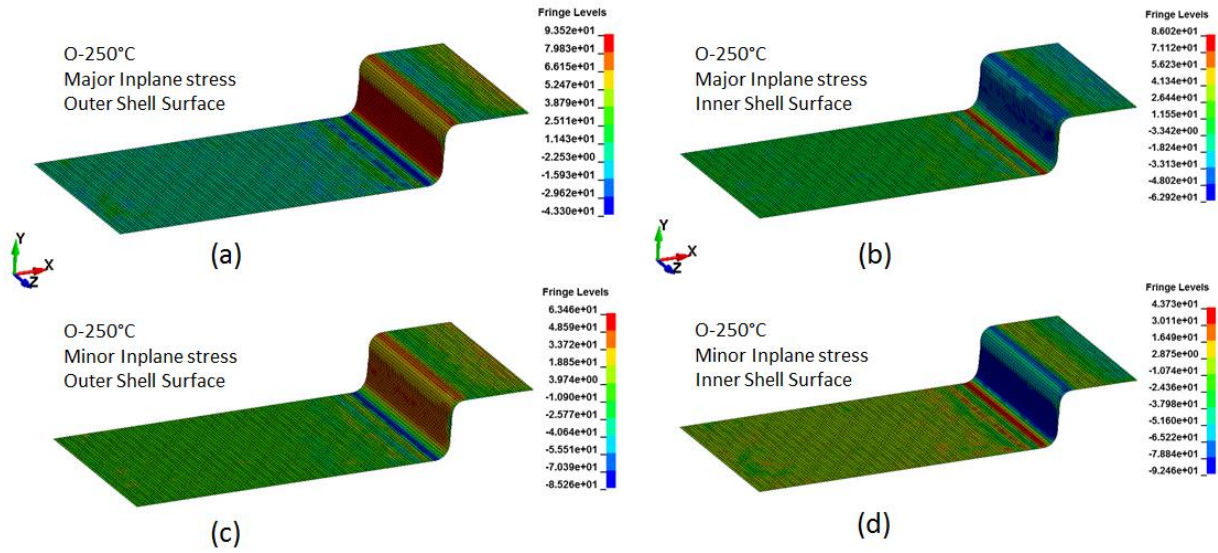 O-250°C
Major Inplane stress
Outer Shell Surface
Fringe Levels
9.352e+01
7.983e+01
6.615e+01
5.247e+01
3.879e+01
2.511e+01
1.143e+01
-2.253e+00
-1.593e+01
-2.962e+01
-4.330e+01
Y
X
Z
(a)
O-250°C
Major Inplane stress
Inner Shell Surface
Fringe Levels
8.602e+01
7.112e+01
5.623e+01
4.134e+01
2.644e+01
1.155e+01
-3.342e+00
-1.824e+01
-3.313e+01
-4.802e+01
-6.292e+01
Y
X
Z
(b)
O-250°C
Minor Inplane stress
Outer Shell Surface
Fringe Levels
6.346e+01
4.859e+01
3.372e+01
1.885e+01
3.974e+00
-1.090e+01
-2.577e+01
-4.064e+01
-5.551e+01
-7.039e+01
-8.526e+01
(c)
O-250°C
Minor Inplane stress
Inner Shell Surface
Fringe Levels
4.373e+01
3.011e+01
1.649e+01
2.875e+00
-1.074e+01
-2.436e+01
-3.798e+01
-5.160e+01
-6.522e+01
-7.884e+01
-9.246e+01
(d)